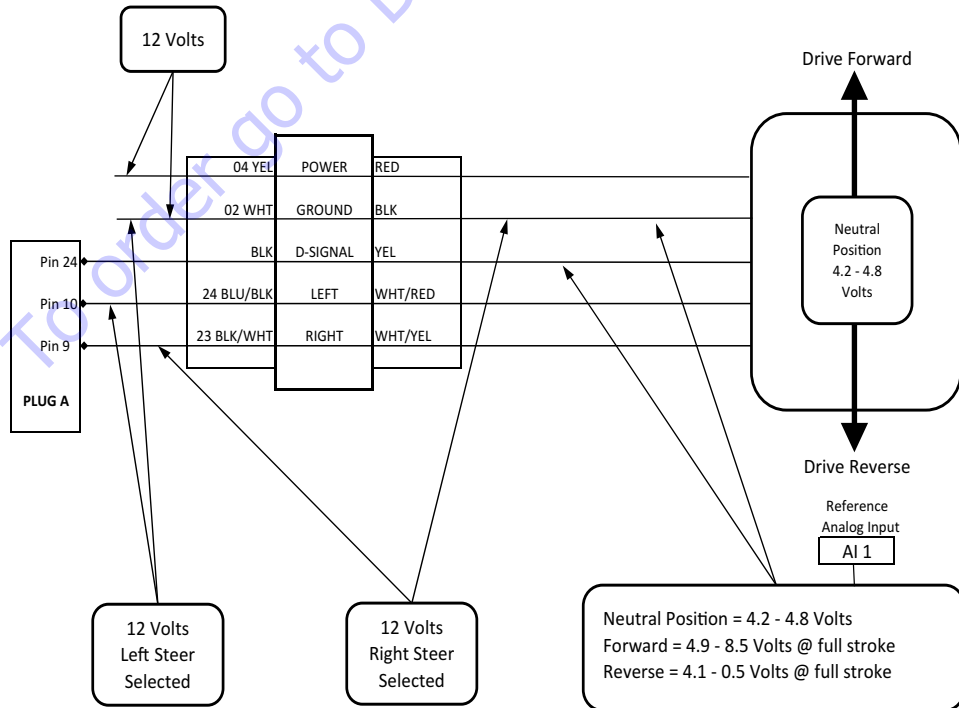 To order go to D
12 Volts
Drive Forward
04 YEL POWER RED
02 WHT GROUND BLK
Pin 24 BLK D-SIGNAL YEL
Pin 10 24 BLU/BLK LEFT WHT/RED
Pin 9 23 BLK/WHT RIGHT WHT/YEL
PLUG A
Neutral
Position
4.2 - 4.8
Volts
Drive Reverse
Reference
Analog Input
AI 1
12 Volts
Left Steer
Selected
12 Volts
Right Steer
Selected
Neutral Position = 4.2 - 4.8 Volts
Forward = 4.9 - 8.5 Volts @ full stroke
Reverse = 4.1 - 0.5 Volts @ full stroke